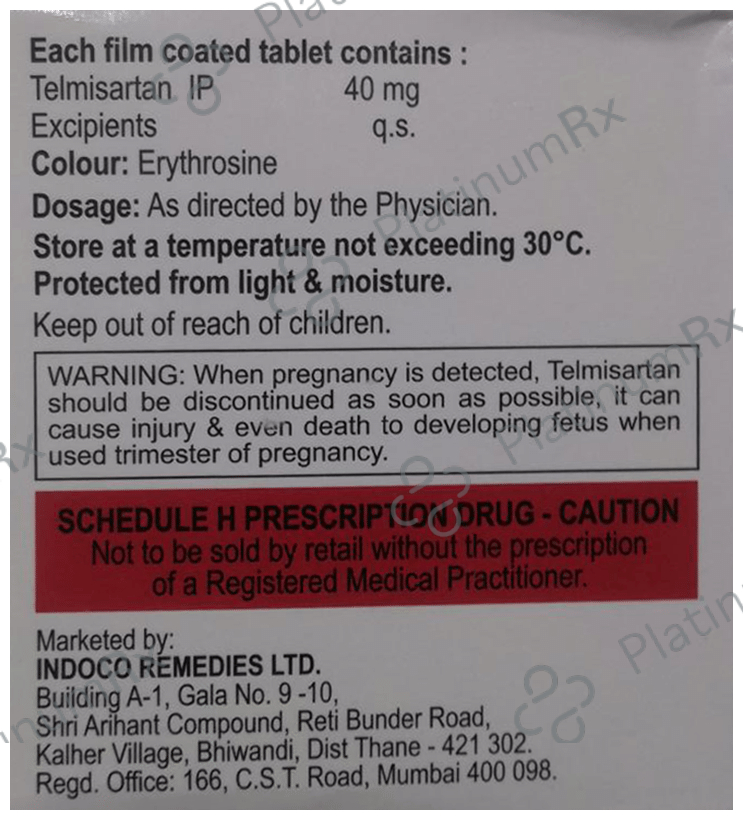 Each film coated tablet contains :
Telmisartan IP 40 mg
Excipients q.s.
Colour: Erythrosine
Dosage: As directed by the Physician.
Store at a temperature not exceeding 30°C.
Protected from light & moisture.
Keep out of reach of children.
WARNING: When pregnancy is detected, Telmisartan
should be discontinued as soon as possible, it can
cause injury & even death to developing fetus when
used trimester of pregnancy.
SCHEDULE H PRESCRIPTION DRUG - CAUTION
Not to be sold by retail without the prescription
of a Registered Medical Practitioner.
Marketed by:
INDOCO REMEDIES LTD.
Building A-1, Gala No. 9 -10,
Shri Arihant Compound, Reti Bunder Road,
Kalher Village, Bhiwandi, Dist Thane - 421 302.
Regd. Office: 166, C.S.T. Road, Mumbai 400 098.
PlatinumRx
PlatinumRx